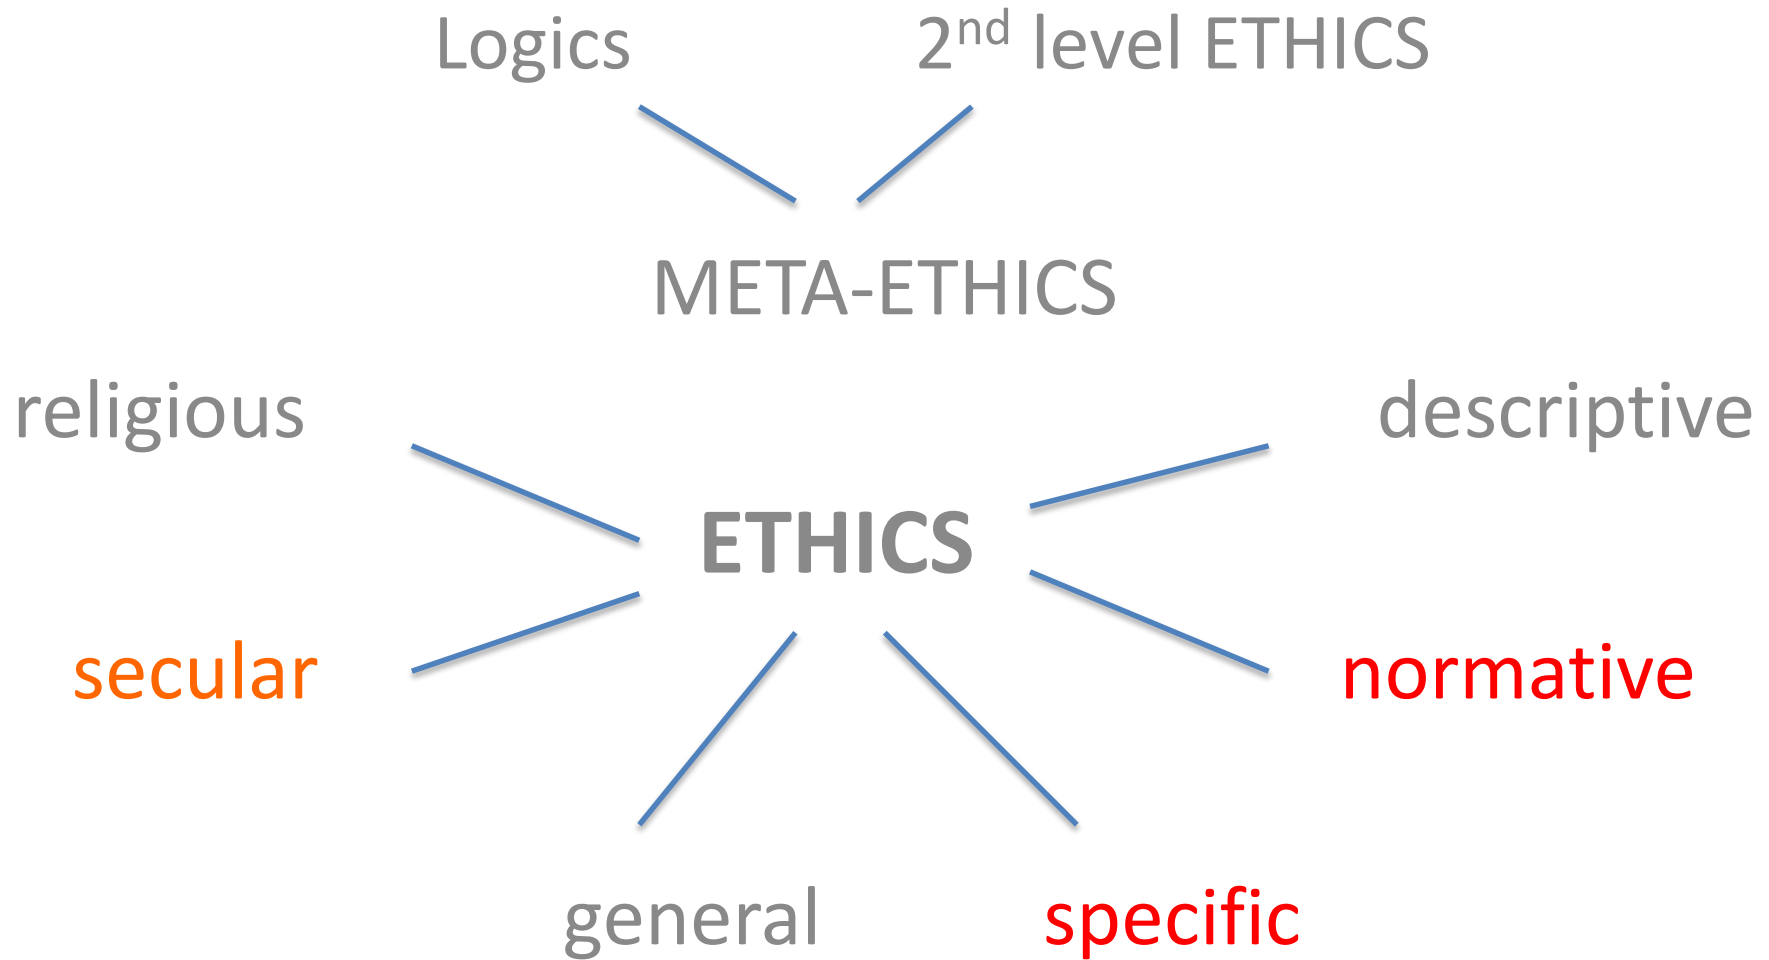 Logics
2nd level ETHICS
META-ETHICS
religious
descriptive
ETHICS
secular
normative
general
specific